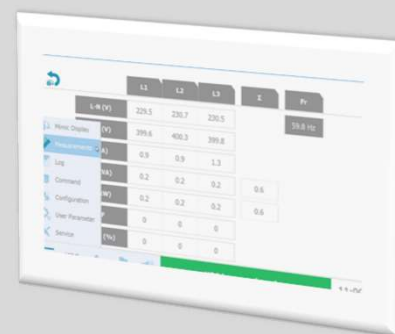 L1 L2 L3 Σ Fr
L-N (V) 229.5 230.7 230.5 59.8 Hz
Mimic Display (V) 399.6 400.3 399.8
Measurements A) 0.9 0.9 1.3
Log VA) 0.2 0.2 0.2 0.6
Command W) 0.2 0.2 0.2 0.6
Configuration F 0 0 0
User Parameter (%) 0 0 0
Service